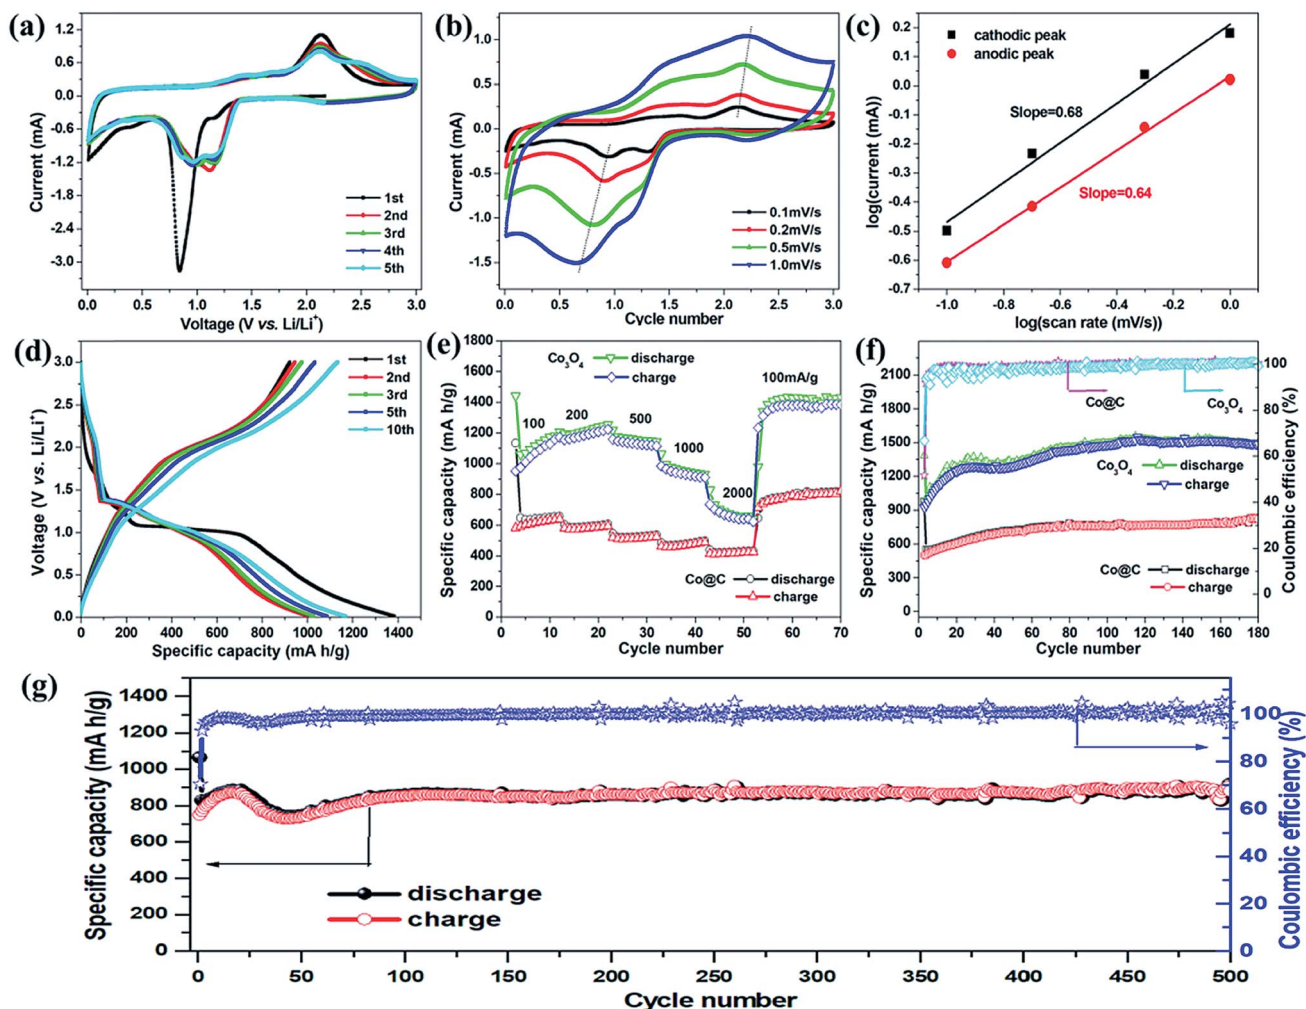 (a)
1.2
0.6
0.0
-0.6
-1.2
-1.8
-2.4
-3.0
Current (mA)
1st
2nd
3rd
4th
5th
0.0 0.5 1.0 1.5 2.0 2.5 3.0
Voltage (V vs. Li/Li+)
(b)
1.0
0.5
0.0
-0.5
-1.0
-1.5
Current (mA)
0.1mV/s
0.2mV/s
0.5mV/s
1.0mV/s
0.0 0.5 1.0 1.5 2.0 2.5 3.0
Cycle number
(c)
0.2
0.1
0.0
-0.1
-0.2
-0.3
-0.4
-0.5
-0.6
-0.7
log(current (mA))
cathodic peak
anodic peak
Slope=0.68
Slope=0.64
-1.0 -0.8 -0.6 -0.4 -0.2 0.0
log(scan rate (mV/s))
(d)
3.0
2.5
2.0
1.5
1.0
0.5
0.0
Voltage (V vs. Li/Li+)
1st
2nd
3rd
5th
10th
0 200 400 600 800 1000 1200 1400
Specific capacity (mA h/g)
(e)
1800
1600
1400
1200
1000
800
600
400
200
0
Specific capacity (mA h/g)
Co3O4 discharge
charge
100mA/g
100 200 500 1000 2000
Co@C discharge
charge
0 10 20 30 40 50 60 70
Cycle number
(f)
2100
1800
1500
1200
900
600
300
0
Specific capacity (mA h/g)
Co@C
Co3O4
Co3O4 discharge
charge
Co@C discharge
charge
100
80
60
40
20
0
Coulombic efficiency (%)
0 20 40 60 80 100 120 140 160 180
Cycle number
(g)
1400
1200
1000
800
600
400
200
0
Specific capacity (mA h/g)
discharge
charge
100
80
60
40
20
0
Coulombic efficiency (%)
0 50 100 150 200 250 300 350 400 450 500
Cycle number